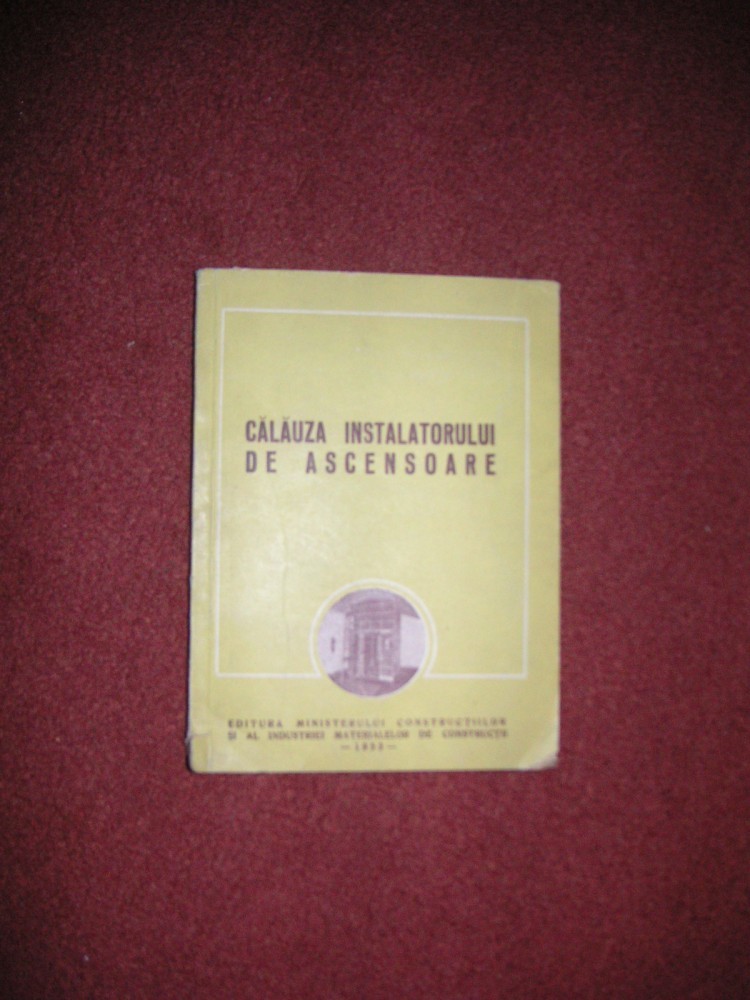 CĂLĂUZA INSTALATORULUI
DE ASCENSOARE
EDITURA MINISTERULUI CONSTRUCȚIILOR
ȘI AL INDUSTRIEI MATERIALELOR DE CONSTRUCȚII